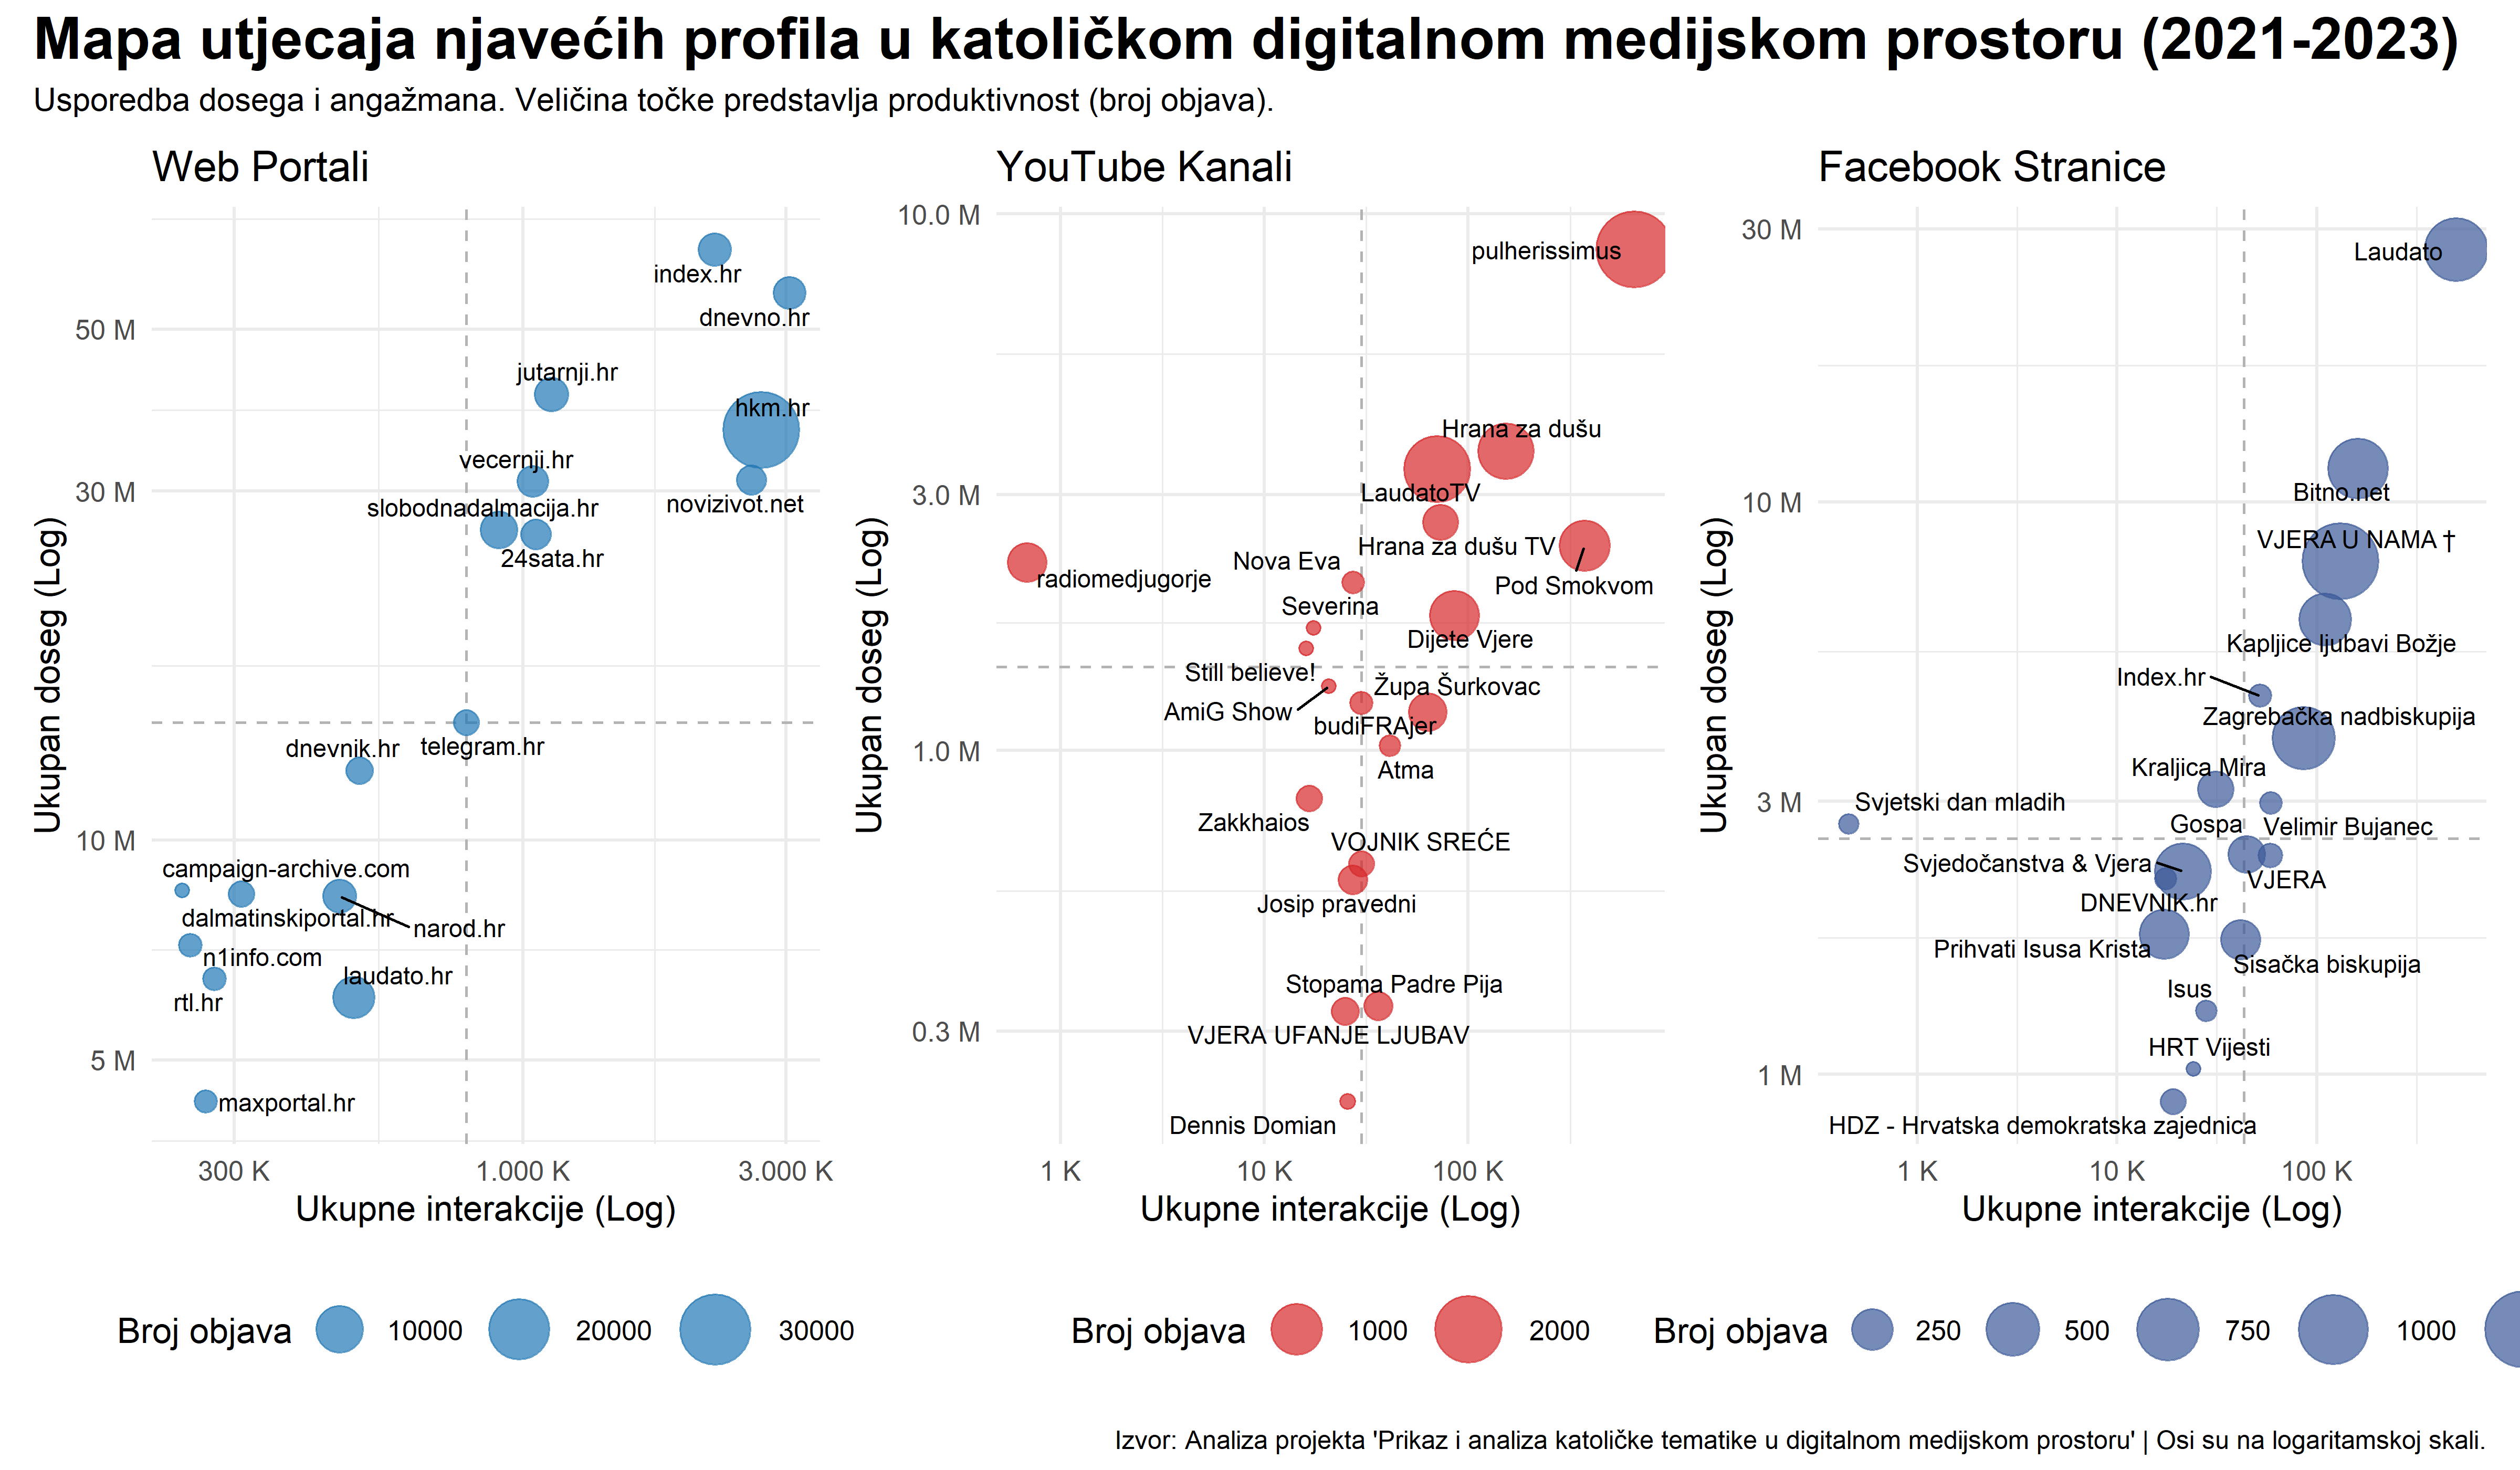 Mapa utjecaja njavećih profila u katoličkom digitalnom medijskom prostoru (2021-2023)
Usporedba dosega i angažmana. Veličina točke predstavlja produktivnost (broj objava).
Web Portali
Ukupan doseg (Log)
50 M
30 M
10 M
5 M
index.hr
dnevno.hr
jutarnji.hr
hkm.hr
vecernji.hr
novizivot.net
slobodnadalmacija.hr
24sata.hr
telegram.hr
dnevnik.hr
campaign-archive.com
dalmatinskiportal.hr
narod.hr
n1info.com
laudato.hr
rtl.hr
maxportal.hr
300 K
1.000 K
3.000 K
Ukupne interakcije (Log)
Broj objava
10000
20000
30000
YouTube Kanali
Ukupan doseg (Log)
10.0 M
3.0 M
1.0 M
0.3 M
pulherissimus
Hrana za dušu
LaudatoTV
Hrana za dušu TV
Nova Eva
radiomedjugorje
Pod Smokvom
Severina
Dijete Vjere
Still believe!
Župa Šurkovac
AmiG Show
budiFRAjer
Atma
Zakkhaios
VOJNIK SREĆE
Josip pravedni
Stopama Padre Pija
VJERA UFANJE LJUBAV
Dennis Domian
1 K
10 K
100 K
Ukupne interakcije (Log)
Broj objava
1000
2000
Facebook Stranice
Ukupan doseg (Log)
30 M
10 M
3 M
1 M
Laudato
Bitno.net
VJERA U NAMA †
Kapljice ljubavi Božje
Index.hr
Zagrebačka nadbiskupija
Kraljica Mira
Svjetski dan mladih
Gospa
Velimir Bujanec
Svjedočanstva & Vjera
VJERA
DNEVNIK.hr
Prihvati Isusa Krista
Sisačka biskupija
Isus
HRT Vijesti
HDZ - Hrvatska demokratska zajednica
1 K
10 K
100 K
Ukupne interakcije (Log)
Broj objava
250
500
750
1000
Izvor: Analiza projekta 'Prikaz i analiza katoličke tematike u digitalnom medijskom prostoru' | Osi su na logaritamskoj skali.